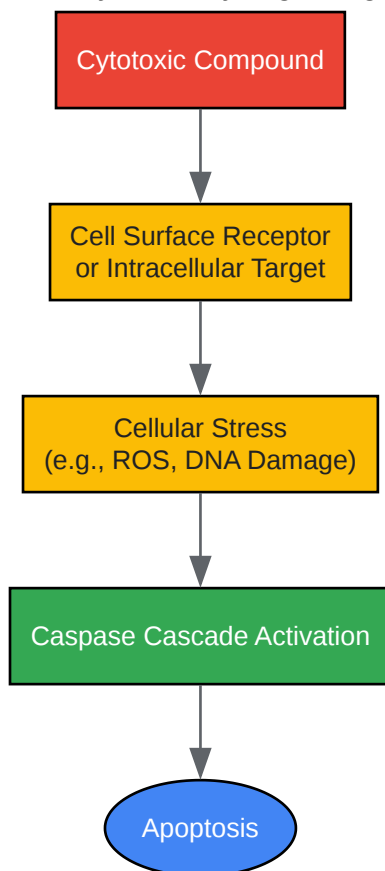 Cytotoxic Compound
Cell Surface Receptor
or Intracellular Target
Cellular Stress
(e.g., ROS, DNA Damage)
Caspase Cascade Activation
Apoptosis